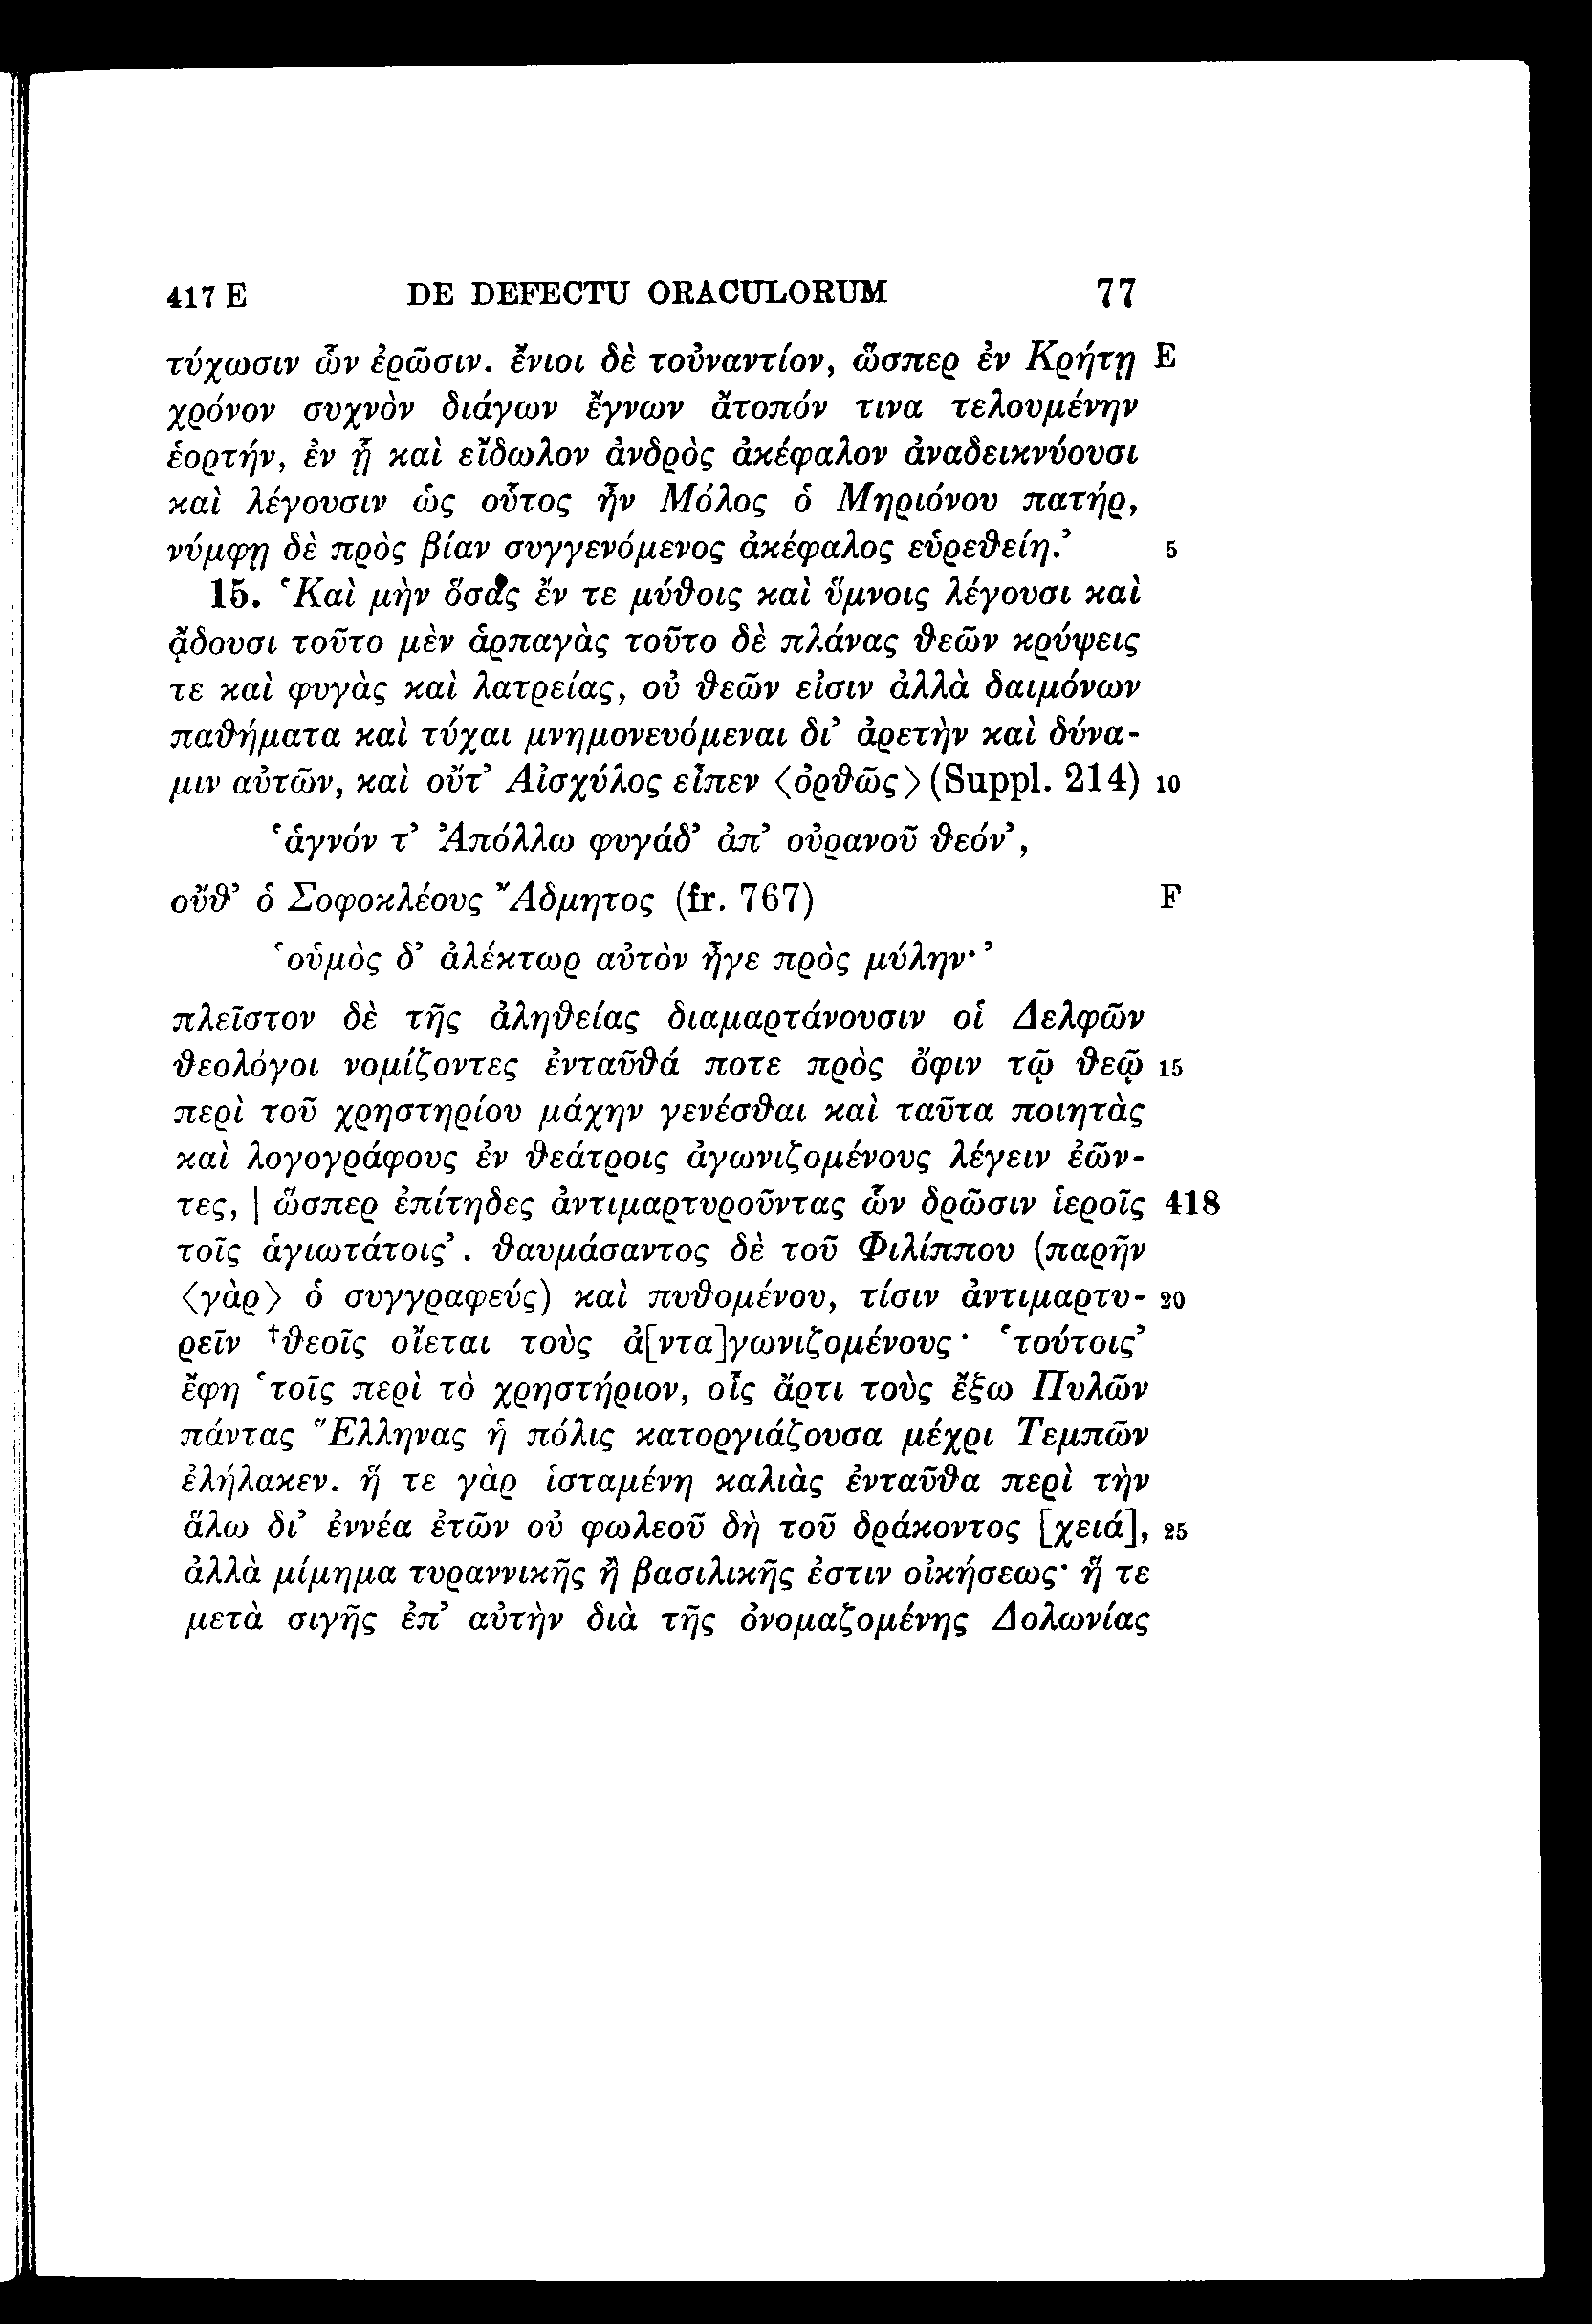 417 E DE DEFECTU ORACULORUM 77
τύχωσιν ὧν ἐρῶσιν. ἔνιοι δὲ τοὐναντίον, ὥσπερ ἐν Κρήτῃ E
χρόνον συχνὸν διάγων ἔγνων ἄτοπόν τινα τελουμένην
ἑορτήν, ἐν ᾗ καὶ εἴδωλον ἀνδρὸς ἀκέφαλον ἀναδεικνύουσι
καὶ λέγουσιν ὡς οὗτος ἦν Μόλος ὁ Μηριόνου πατήρ,
νύμφῃ δὲ πρὸς βίαν συγγενόμενος ἀκέφαλος εὑρεθείη.’ 5
15. ‘Καὶ μὴν ὅσας ἔν τε μύθοις καὶ ὕμνοις λέγουσι καὶ
ᾄδουσι τοῦτο μὲν ἁρπαγὰς τοῦτο δὲ πλάνας θεῶν κρύψεις
τε καὶ φυγὰς καὶ λατρείας, οὐ θεῶν εἰσιν ἀλλὰ δαιμόνων
παθήματα καὶ τύχαι μνημονευόμεναι δι’ ἀρετὴν καὶ δύνα-
μιν αὐτῶν, καὶ οὔτ’ Αἰσχύλος εἶπεν 〈ὀρθῶς〉 (Suppl. 214) 10
‘ἁγνόν τ’ Ἀπόλλω φυγάδ’ ἀπ’ οὐρανοῦ θεόν’,
οὔθ’ ὁ Σοφοκλέους Ἄδμητος (fr. 767) F
‘οὑμὸς δ’ ἀλέκτωρ αὐτὸν ἦγε πρὸς μύλην·’
πλεῖστον δὲ τῆς ἀληθείας διαμαρτάνουσιν οἱ Δελφῶν
θεολόγοι νομίζοντες ἐνταῦθά ποτε πρὸς ὄφιν τῷ θεῷ 15
περὶ τοῦ χρηστηρίου μάχην γενέσθαι καὶ ταῦτα ποιητὰς
καὶ λογογράφους ἐν θεάτροις ἀγωνιζομένους λέγειν ἐῶν-
τες, | ὥσπερ ἐπίτηδες ἀντιμαρτυροῦντας ὧν δρῶσιν ἱεροῖς 418
τοῖς ἁγιωτάτοις’. θαυμάσαντος δὲ τοῦ Φιλίππου (παρῆν
〈γὰρ〉 ὁ συγγραφεύς) καὶ πυθομένου, τίσιν ἀντιμαρτυ- 20
ρεῖν †θεοῖς οἴεται τοὺς ἀ[ντα]γωνιζομένους· ‘τούτοις’
ἔφη ‘τοῖς περὶ τὸ χρηστήριον, οἷς ἄρτι τοὺς ἔξω Πυλῶν
πάντας Ἕλληνας ἡ πόλις κατοργιάζουσα μέχρι Τεμπῶν
ἐλήλακεν. ἥ τε γὰρ ἱσταμένη καλιὰς ἐνταῦθα περὶ τὴν
ἅλω δι’ ἐννέα ἐτῶν οὐ φωλεοῦ δὴ τοῦ δράκοντος [χειά], 25
ἀλλὰ μίμημα τυραννικῆς ἢ βασιλικῆς ἐστιν οἰκήσεως· ἥ τε
μετὰ σιγῆς ἐπ’ αὐτὴν διὰ τῆς ὀνομαζομένης Δολωνίας